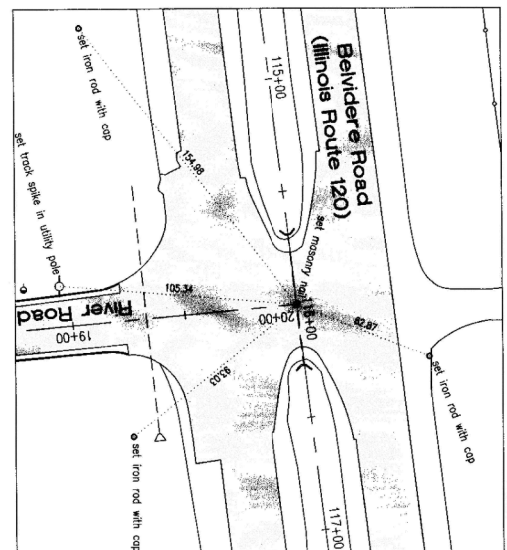 set iron rod with cap
115+00
Belvidere Road
(Illinois Route 120)
154.98
set track spike in utility pole
set masonry nail
105.34
River Road
19+00
20+00
116+00
62.87
93.03
set iron rod with cap
set iron rod with cap
117+00